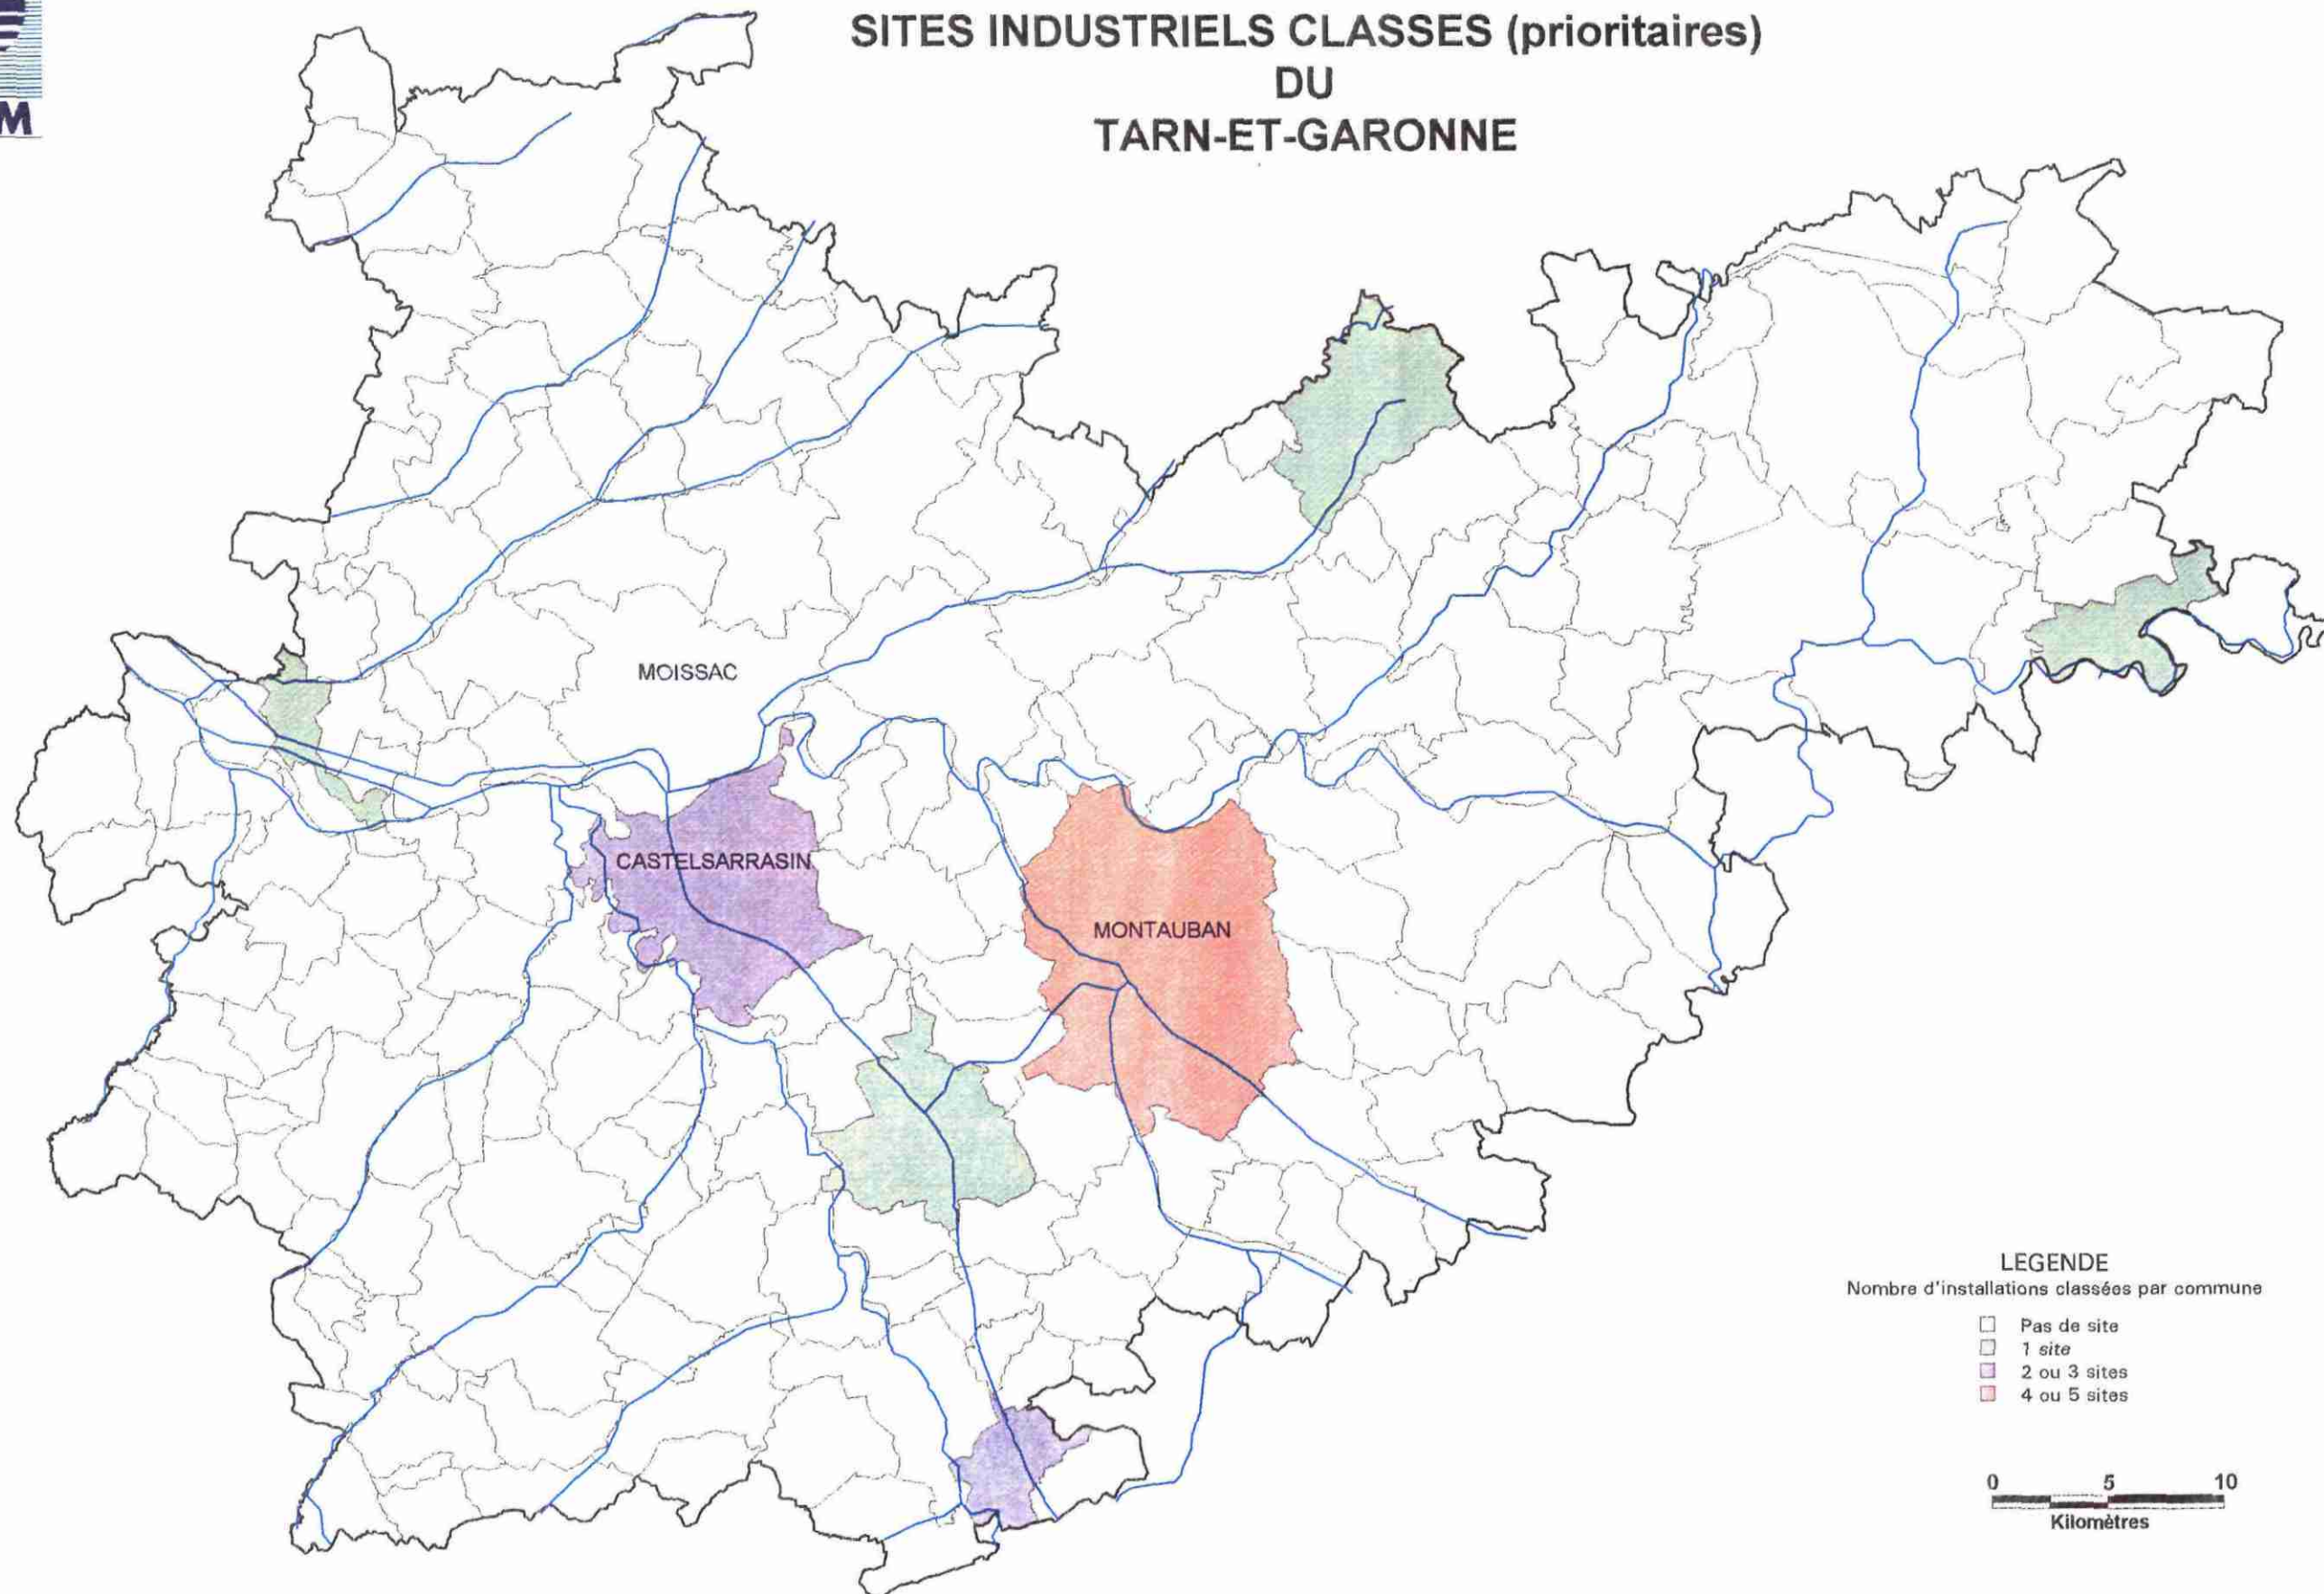 M
SITES INDUSTRIELS CLASSES (prioritaires)
DU
TARN-ET-GARONNE
MOISSAC
CASTELSARRASIN
MONTAUBAN
LEGENDE
Nombre d'installations classées par commune
Pas de site
1 site
2 ou 3 sites
4 ou 5 sites
0 5 10
Kilomètres